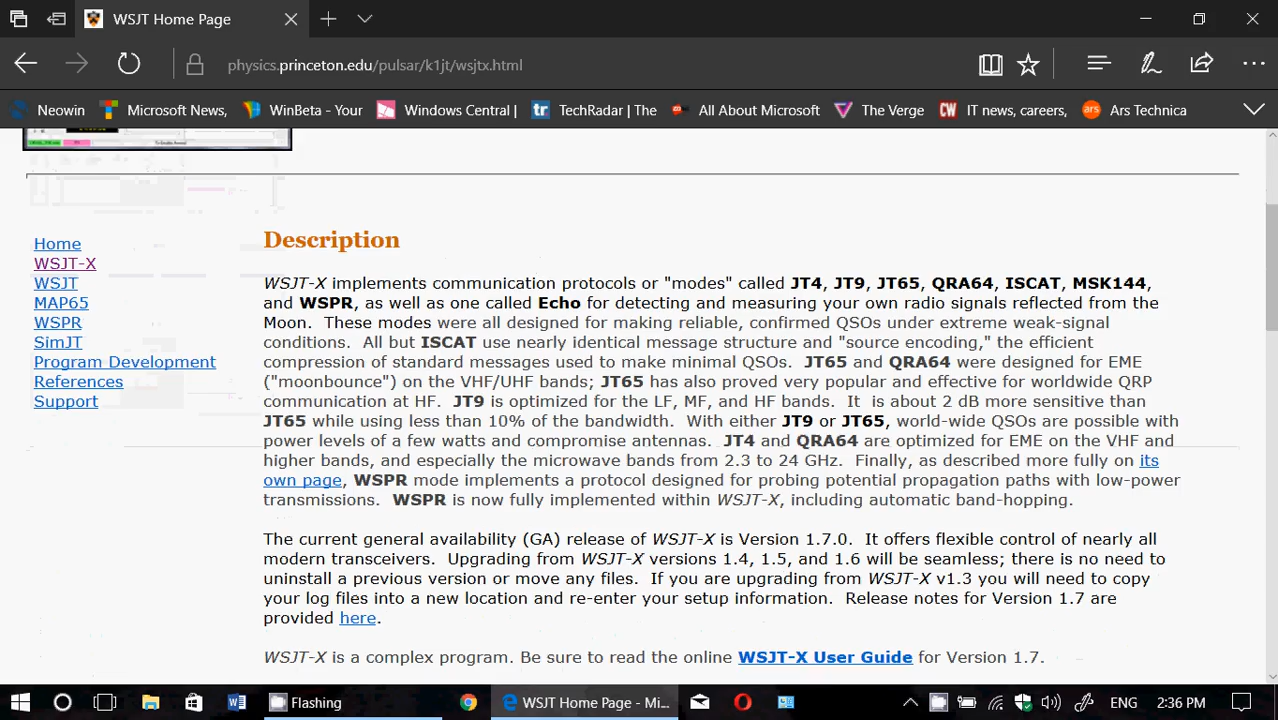 WSJT Home Page
physics.princeton.edu/pulsar/k1jt/wsjtx.html
Neowin
Microsoft News,
WinBeta - Your
Windows Central |
TechRadar | The
All About Microsoft
The Verge
IT news, careers,
Ars Technica
Home
WSJT-X
WSJT
MAP65
WSPR
SimJT
Program Development
References
Support
Description
WSJT-X implements communication protocols or "modes" called JT4, JT9, JT65, QRA64, ISCAT, MSK144,
and WSPR, as well as one called Echo for detecting and measuring your own radio signals reflected from the
Moon. These modes were all designed for making reliable, confirmed QSOs under extreme weak-signal
conditions. All but ISCAT use nearly identical message structure and "source encoding," the efficient
compression of standard messages used to make minimal QSOs. JT65 and QRA64 were designed for EME
("moonbounce") on the VHF/UHF bands; JT65 has also proved very popular and effective for worldwide QRP
communication at HF. JT9 is optimized for the LF, MF, and HF bands. It is about 2 dB more sensitive than
JT65 while using less than 10% of the bandwidth. With either JT9 or JT65, world-wide QSOs are possible with
power levels of a few watts and compromise antennas. JT4 and QRA64 are optimized for EME on the VHF and
higher bands, and especially the microwave bands from 2.3 to 24 GHz. Finally, as described more fully on its
own page, WSPR mode implements a protocol designed for probing potential propagation paths with low-power
transmissions. WSPR is now fully implemented within WSJT-X, including automatic band-hopping.
The current general availability (GA) release of WSJT-X is Version 1.7.0. It offers flexible control of nearly all
modern transceivers. Upgrading from WSJT-X versions 1.4, 1.5, and 1.6 will be seamless; there is no need to
uninstall a previous version or move any files. If you are upgrading from WSJT-X v1.3 you will need to copy
your log files into a new location and re-enter your setup information. Release notes for Version 1.7 are
provided here.
WSJT-X is a complex program. Be sure to read the online WSJT-X User Guide for Version 1.7.
Flashing
WSJT Home Page - Mi...
ENG
2:36 PM